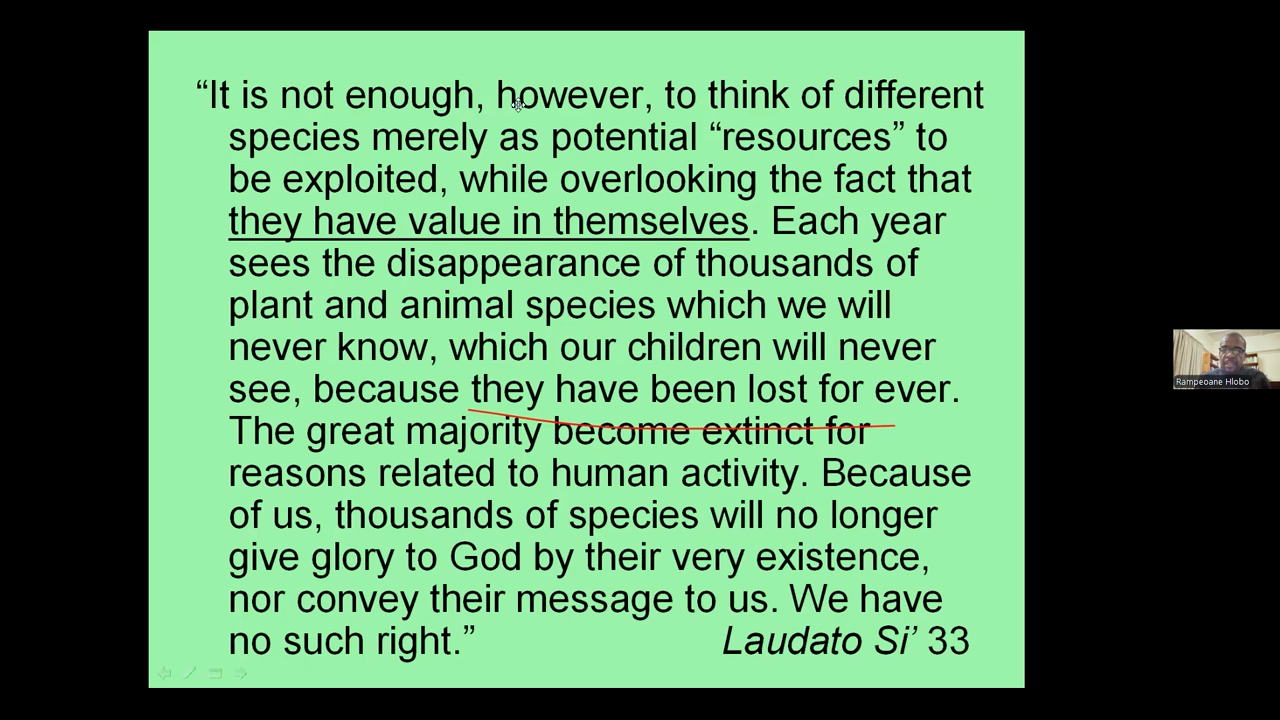 “It is not enough, however, to think of different
species merely as potential “resources” to
be exploited, while overlooking the fact that
they have value in themselves. Each year
sees the disappearance of thousands of
plant and animal species which we will
never know, which our children will never
see, because they have been lost for ever.
The great majority become extinct for
reasons related to human activity. Because
of us, thousands of species will no longer
give glory to God by their very existence,
nor convey their message to us. We have
no such right.” Laudato Si’ 33
Rampeoane Hlobo